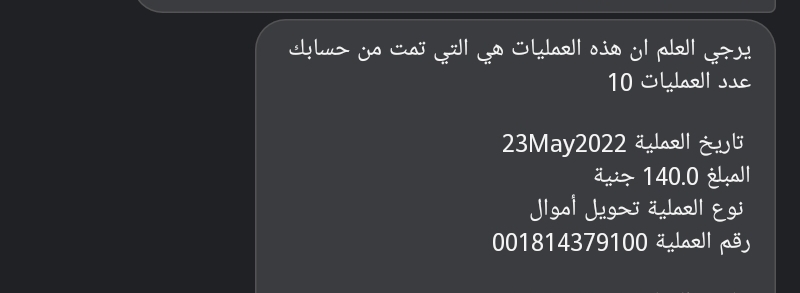 يرجي العلم ان هذه العمليات هي التي تمت من حسابك
عدد العمليات 10
تاريخ العملية 23May2022
المبلغ 140.0 جنية
نوع العملية تحويل أموال
رقم العملية 001814379100